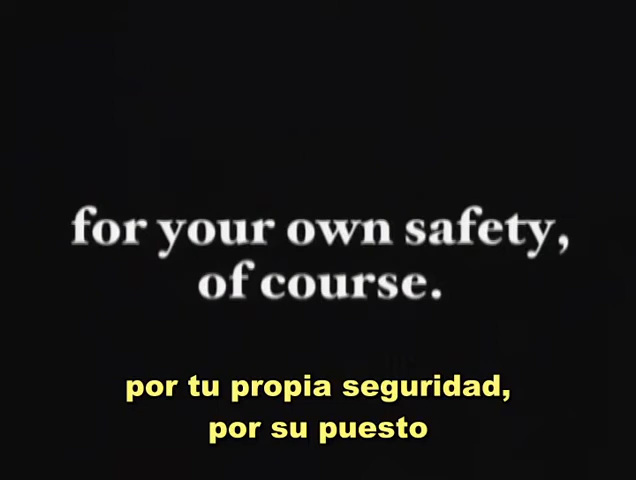 for your own safety,
of course.
por tu propia seguridad,
por su puesto